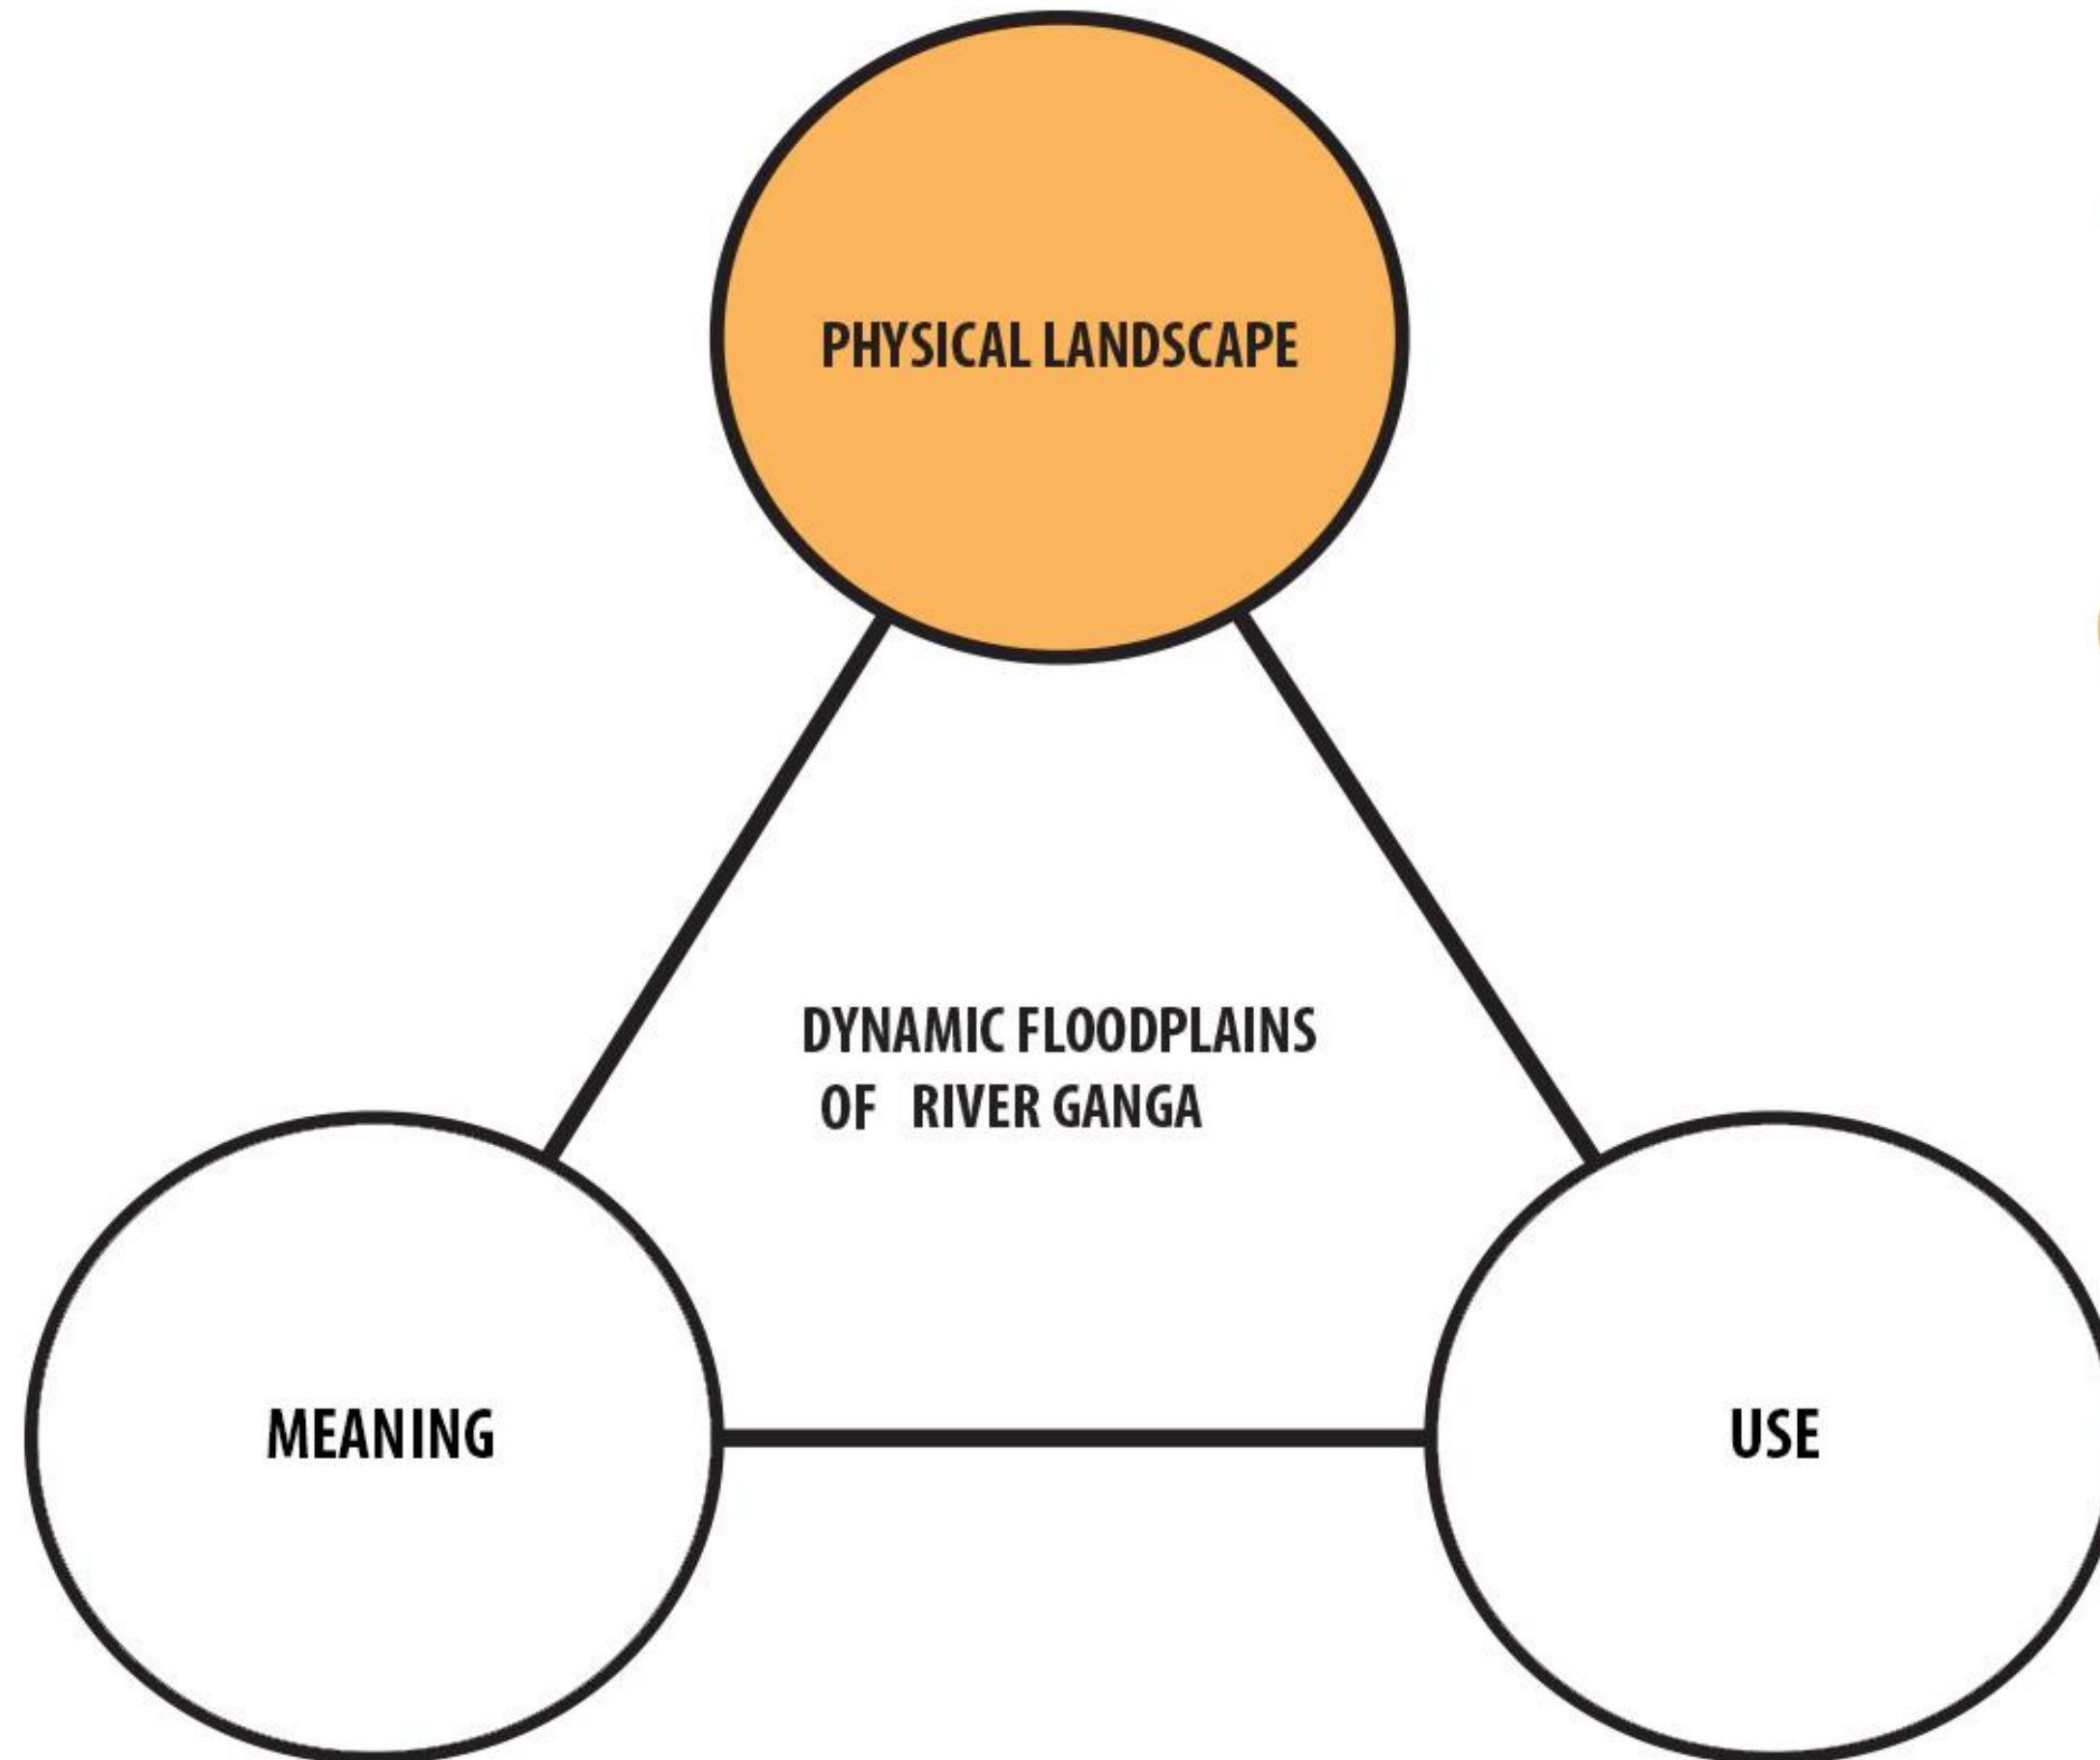 PHYSICAL LANDSCAPE
DYNAMIC FLOODPLAINS
OF RIVER GANGA
MEANING
USE